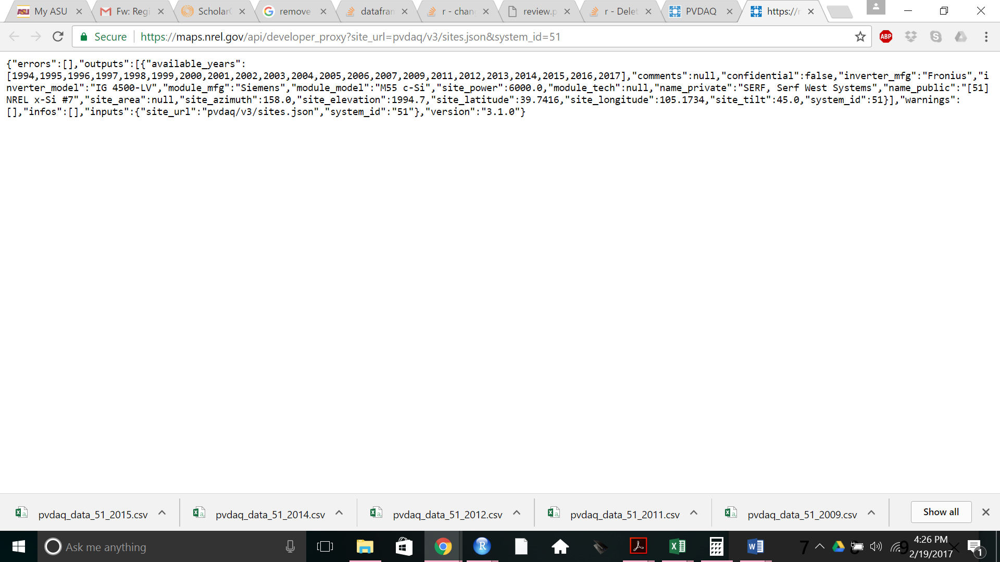 My ASU
Fw: Regi
Scholar
remove
datafran
r - chan
review.p
r - Delet
PVDAQ
https://
Secure
https://maps.nrel.gov/api/developer_proxy?site_url=pvdaq/v3/sites.json&system_id=51
ABP
{"errors":[],"outputs":[{"available_years":
[1994,1995,1996,1997,1998,1999,2000,2001,2002,2003,2004,2005,2006,2007,2009,2011,2012,2013,2014,2015,2016,2017],"comments":null,"confidential":false,"inverter_mfg":"Fronius","i
nverter_model":"IG 4500-LV","module_mfg":"Siemens","module_model":"M55 c-Si","site_power":6000.0,"module_tech":null,"name_private":"SERF, Serf West Systems","name_public":"[51]
NREL x-Si #7","site_area":null,"site_azimuth":158.0,"site_elevation":1994.7,"site_latitude":39.7416,"site_longitude":105.1734,"site_tilt":45.0,"system_id":51}],"warnings":
[],"infos":[],"inputs":{"site_url":"pvdaq/v3/sites.json","system_id":"51"},"version":"3.1.0"}
pvdaq_data_51_2015.csv
pvdaq_data_51_2014.csv
pvdaq_data_51_2012.csv
pvdaq_data_51_2011.csv
pvdaq_data_51_2009.csv
Show all
Ask me anything
7
9
4:26 PM
2/19/2017
1